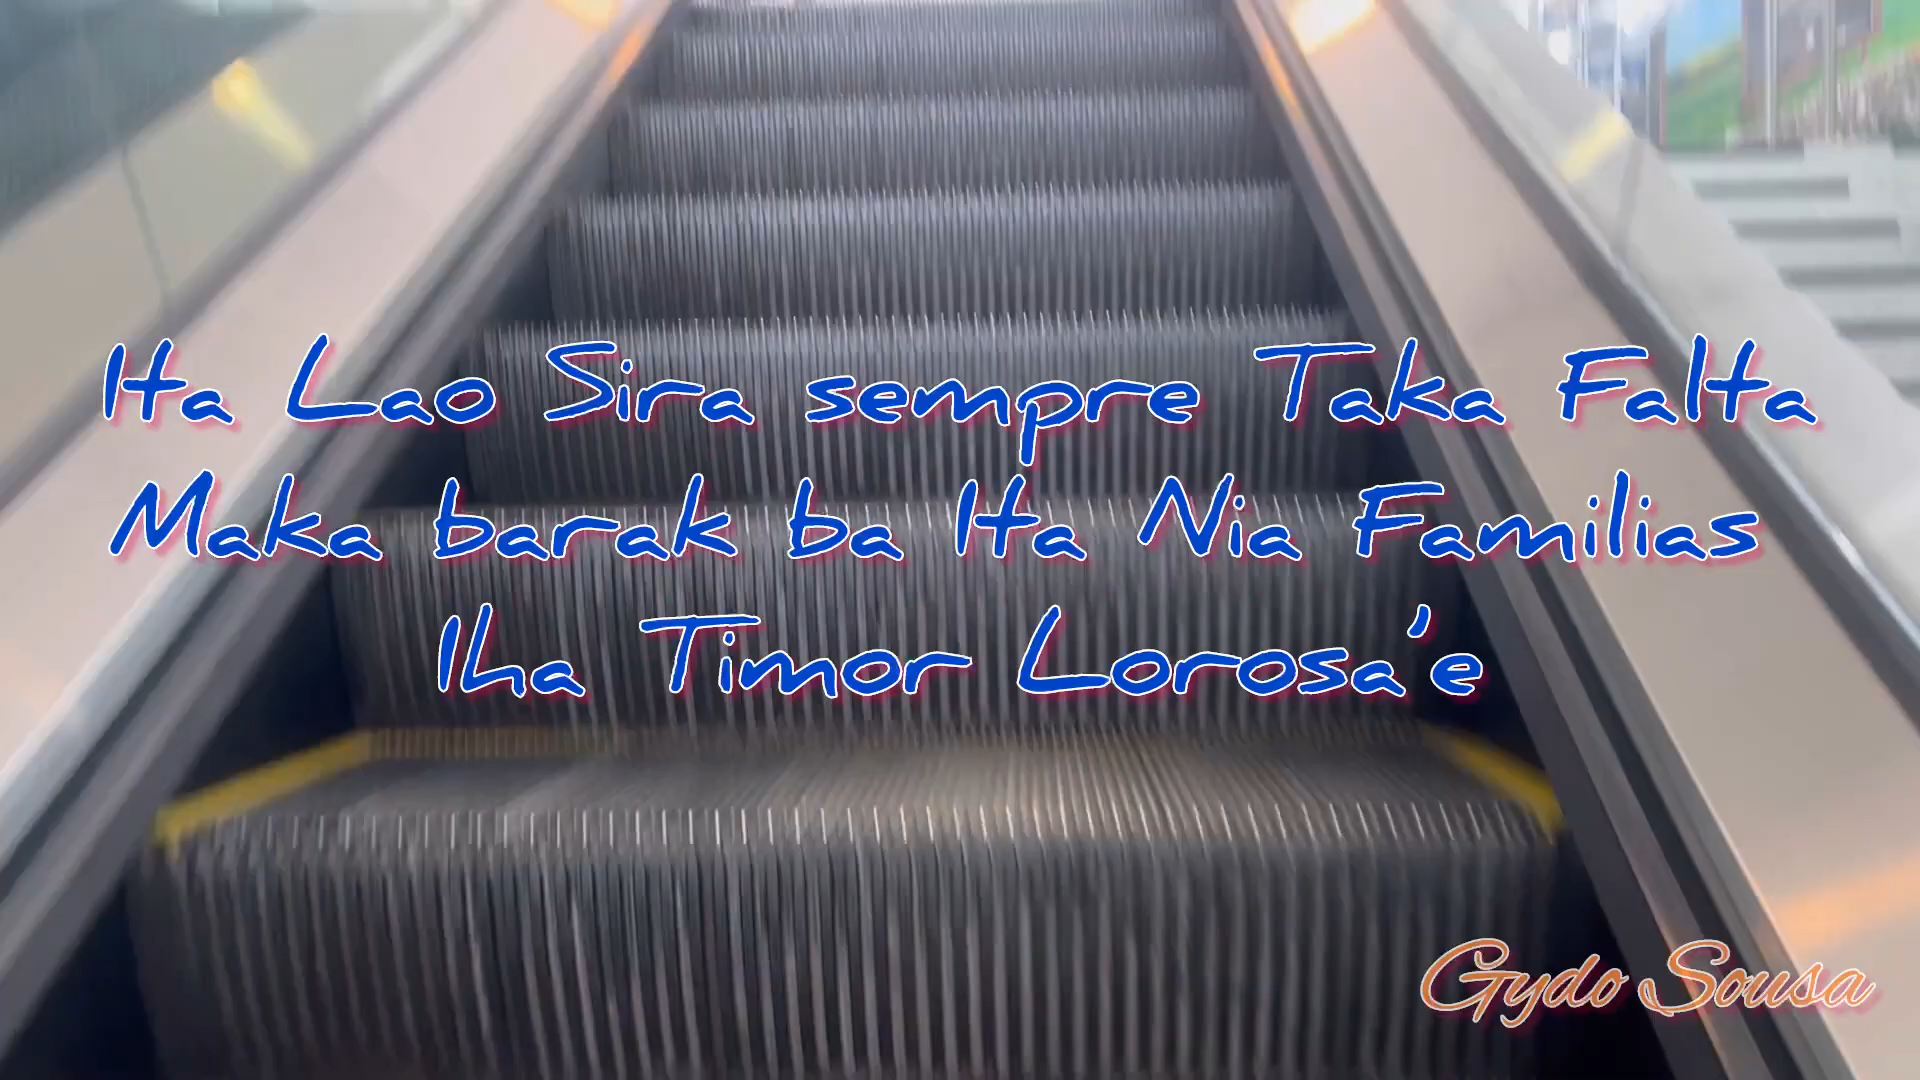 Ita Lao Sira sempre Taka Falta
Maka barak ba Ita Nia Familias
Iha Timor Lorosa'e
Gydo Sousa